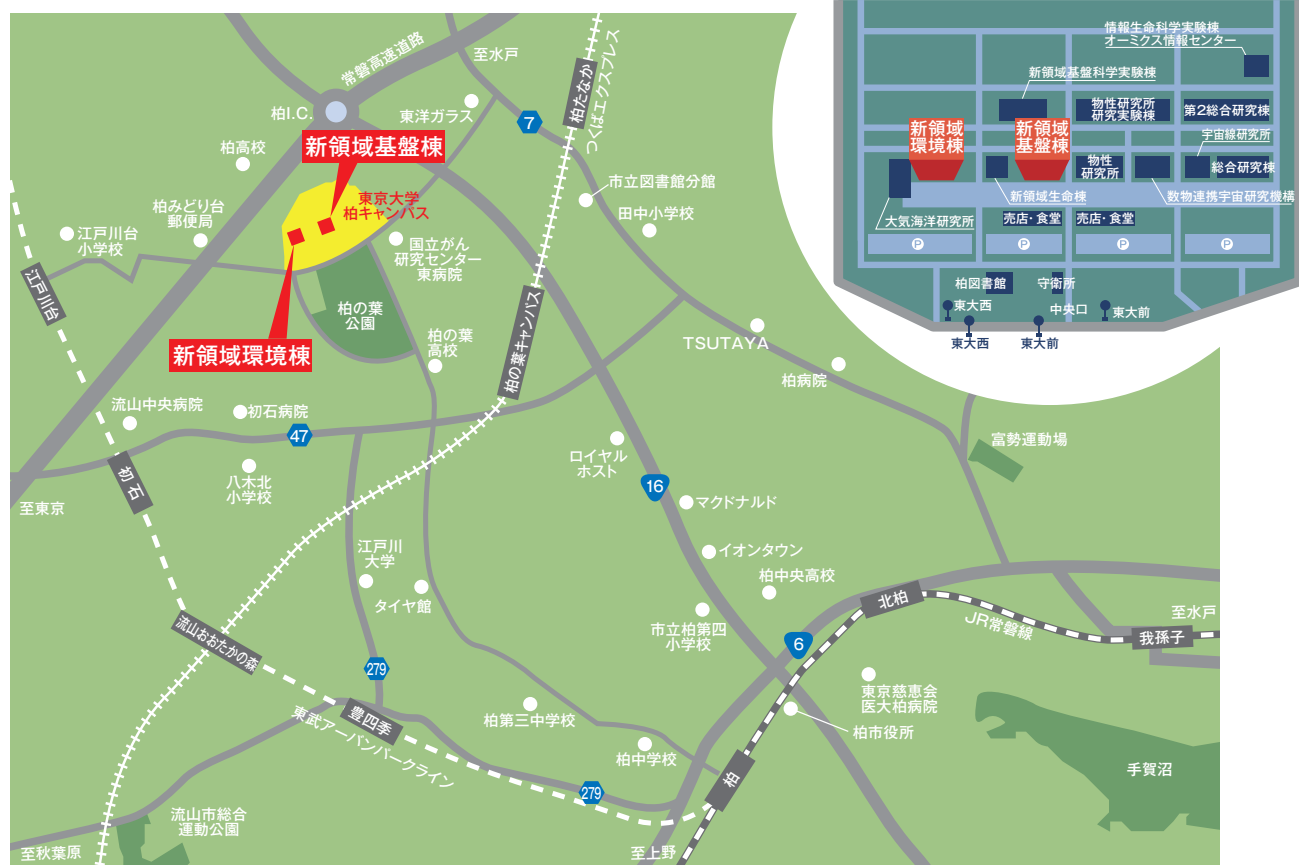 常磐高速道路
至水戸
柏I.C.
東洋ガラス
7
柏たなか
つくばエクスプレス
柏高校
新領域基盤棟
市立図書館分館
田中小学校
東京大学
柏キャンパス
柏みどり台
郵便局
江戸川台
小学校
国立がん
研究センター
東病院
江戸川台
柏の葉
公園
柏の葉キャンパス
柏の葉
高校
新領域環境棟
TSUTAYA
柏病院
流山中央病院
初石病院
47
富勢運動場
初石
八木北
小学校
ロイヤル
ホスト
16
マクドナルド
至東京
イオンタウン
江戸川
大学
タイヤ館
柏中央高校
北柏
JR常磐線
至水戸
我孫子
市立柏第四
小学校
6
流山おおたかの森
279
東京慈恵会
医大柏病院
柏市役所
豊四季
東武アーバンパークライン
柏第三中学校
柏中学校
柏
手賀沼
279
流山市総合
運動公園
至秋葉原
至上野
情報生命科学実験棟
オーミクス情報センター
新領域基盤科学実験棟
物性研究所
研究実験棟
第2総合研究棟
新領域
環境棟
新領域
基盤棟
宇宙線研究所
物性
研究所
総合研究棟
新領域生命棟
数物連携宇宙研究機構
大気海洋研究所
売店・食堂
売店・食堂
P
P
P
P
柏図書館
守衛所
東大西
中央口
東大前
東大西
東大前